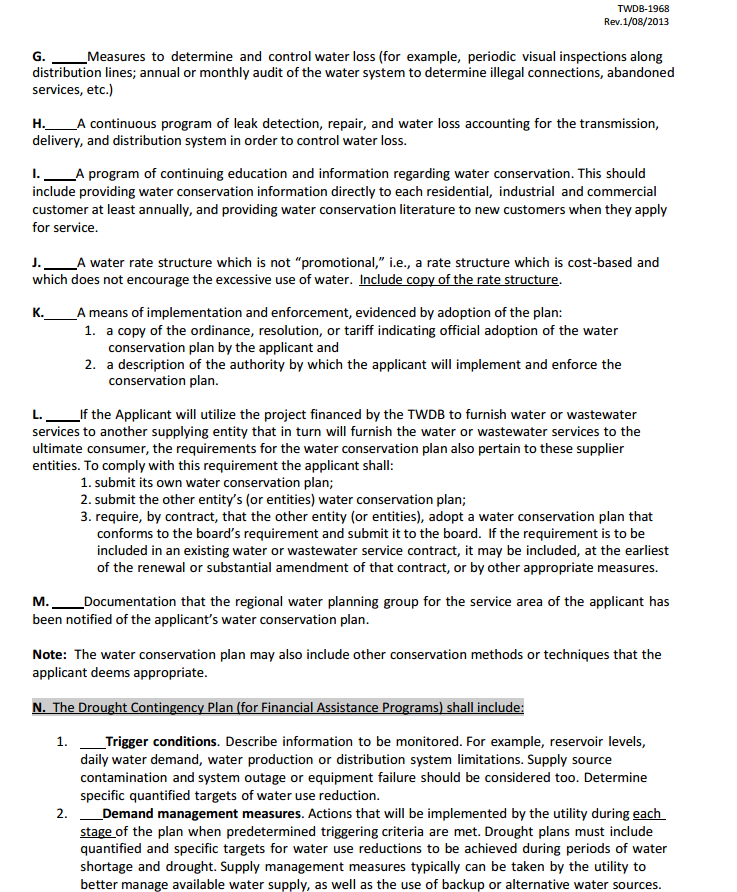 TWDB-1968
Rev.1/08/2013
G. _____Measures to determine and control water loss (for example, periodic visual inspections along
distribution lines; annual or monthly audit of the water system to determine illegal connections, abandoned
services, etc.)
H._____A continuous program of leak detection, repair, and water loss accounting for the transmission,
delivery, and distribution system in order to control water loss.
I. _____A program of continuing education and information regarding water conservation. This should
include providing water conservation information directly to each residential, industrial and commercial
customer at least annually, and providing water conservation literature to new customers when they apply
for service.
J. _____A water rate structure which is not “promotional,” i.e., a rate structure which is cost-based and
which does not encourage the excessive use of water. Include copy of the rate structure.
K._____A means of implementation and enforcement, evidenced by adoption of the plan:
1. a copy of the ordinance, resolution, or tariff indicating official adoption of the water
conservation plan by the applicant and
2. a description of the authority by which the applicant will implement and enforce the
conservation plan.
L. _____If the Applicant will utilize the project financed by the TWDB to furnish water or wastewater
services to another supplying entity that in turn will furnish the water or wastewater services to the
ultimate consumer, the requirements for the water conservation plan also pertain to these supplier
entities. To comply with this requirement the applicant shall:
1. submit its own water conservation plan;
2. submit the other entity’s (or entities) water conservation plan;
3. require, by contract, that the other entity (or entities), adopt a water conservation plan that
conforms to the board’s requirement and submit it to the board. If the requirement is to be
included in an existing water or wastewater service contract, it may be included, at the earliest
of the renewal or substantial amendment of that contract, or by other appropriate measures.
M. _____Documentation that the regional water planning group for the service area of the applicant has
been notified of the applicant’s water conservation plan.
Note: The water conservation plan may also include other conservation methods or techniques that the
applicant deems appropriate.
N. The Drought Contingency Plan (for Financial Assistance Programs) shall include:
1. ____Trigger conditions. Describe information to be monitored. For example, reservoir levels,
daily water demand, water production or distribution system limitations. Supply source
contamination and system outage or equipment failure should be considered too. Determine
specific quantified targets of water use reduction.
2. ____Demand management measures. Actions that will be implemented by the utility during each
stage of the plan when predetermined triggering criteria are met. Drought plans must include
quantified and specific targets for water use reductions to be achieved during periods of water
shortage and drought. Supply management measures typically can be taken by the utility to
better manage available water supply, as well as the use of backup or alternative water sources.